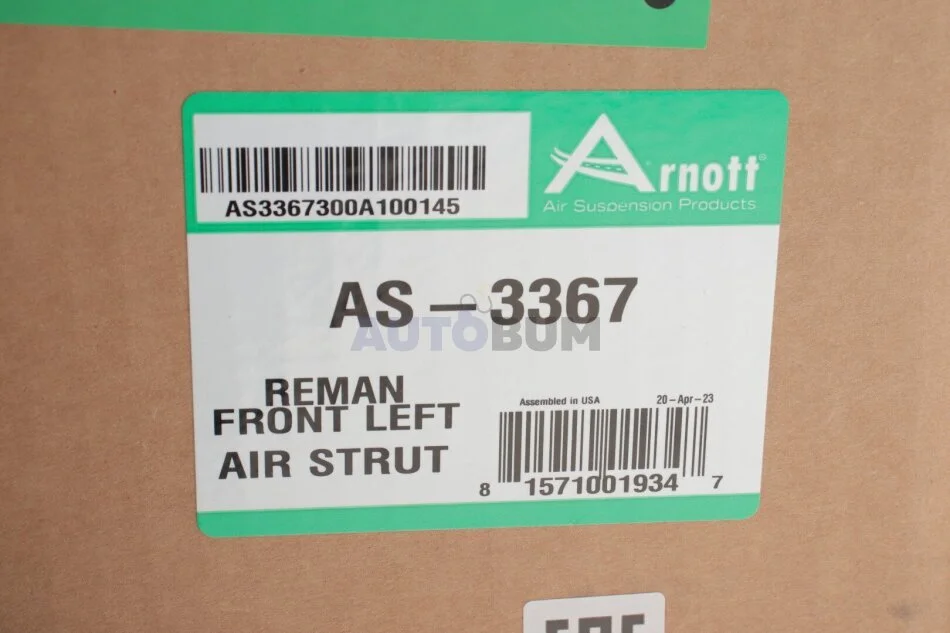 AS3367300A100145
Arnott®
Air Suspension Products
AS – 3367
AUTOBUM
REMAN
FRONT LEFT
AIR STRUT
Assembled in USA
20-Apr-23
8 1571001934 7